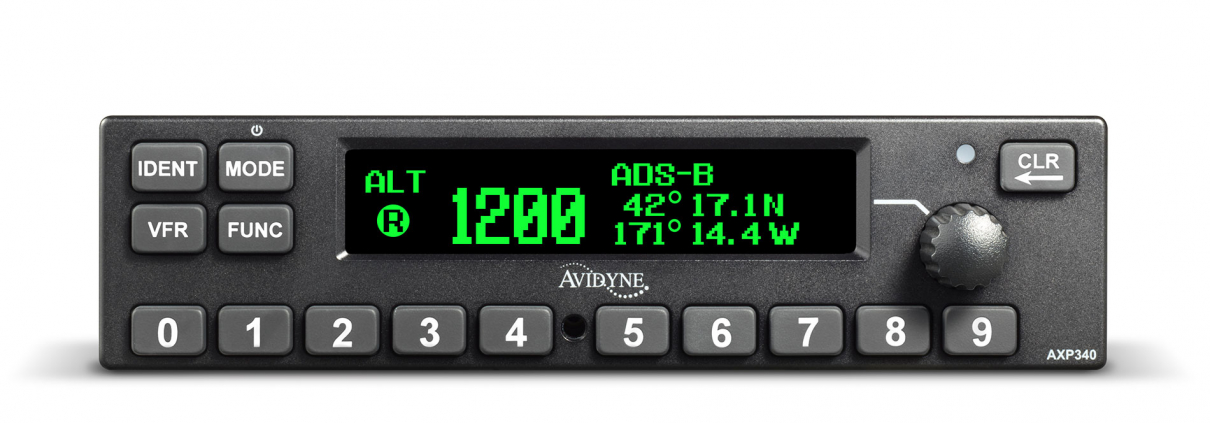 IDENT MODE
VFR FUNC
ALT
R
1200
ADS-B
42° 17.1N
171° 14.4W
CLR
AVIDYNE
0 1 2 3 4 5 6 7 8 9
AXP340